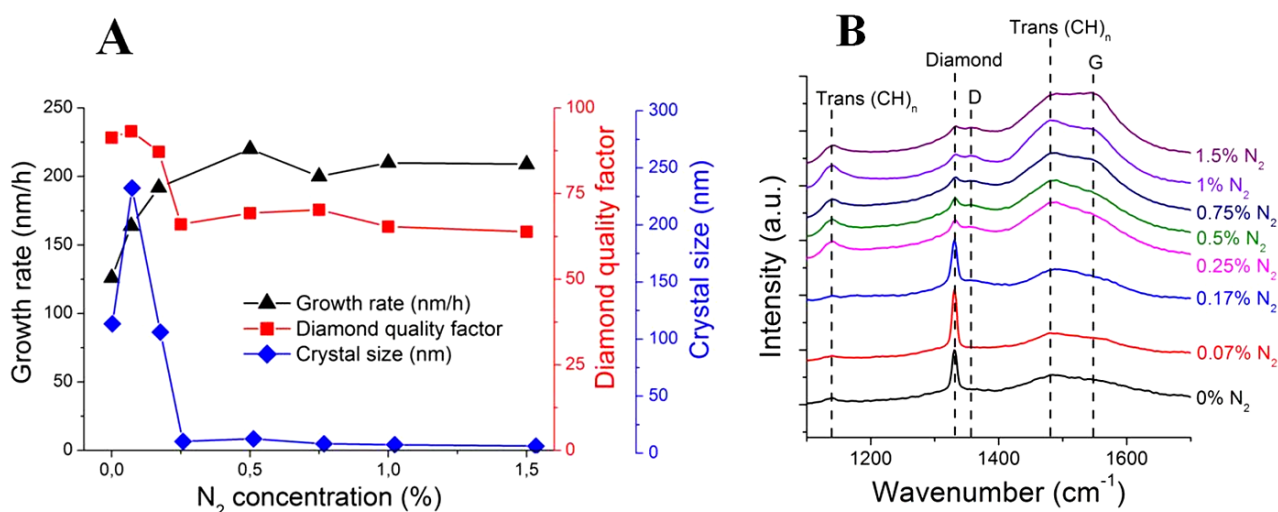 A
Growth rate (nm/h)
250
200
150
100
50
0
0,0
0,5
1,0
1,5
N₂ concentration (%)
Growth rate (nm/h)
Diamond quality factor
Crystal size (nm)
100
75
50
25
0
Diamond quality factor
300
250
200
150
100
50
0
Crystal size (nm)
B
Trans (CH)ₙ
Diamond
D
Trans (CH)ₙ
G
Intensity (a.u.)
1.5% N₂
1% N₂
0.75% N₂
0.5% N₂
0.25% N₂
0.17% N₂
0.07% N₂
0% N₂
1200
1400
1600
Wavenumber (cm⁻¹)